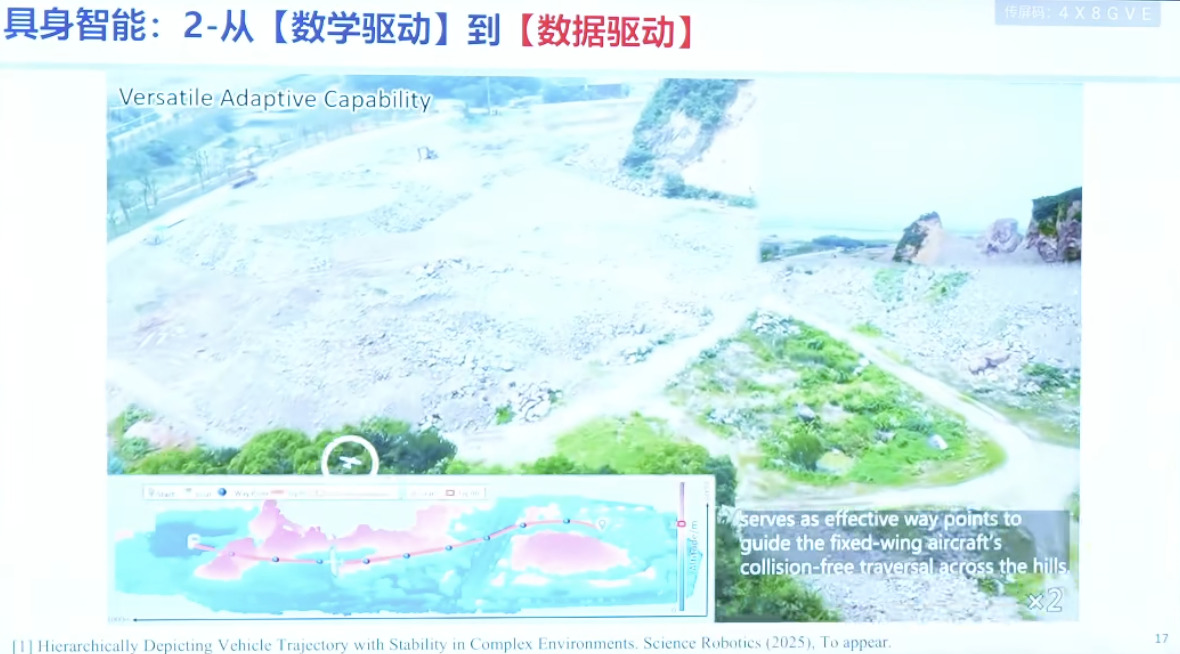 具身智能：2-从【数学驱动】到【数据驱动】
传屏码：4X8GVE
Versatile Adaptive Capability
serves as effective way points to
guide the fixed-wing aircraft's
collision-free traversal across the hills.
×2
[1] Hierarchically Depicting Vehicle Trajectory with Stability in Complex Environments. Science Robotics (2025), To appear.
17